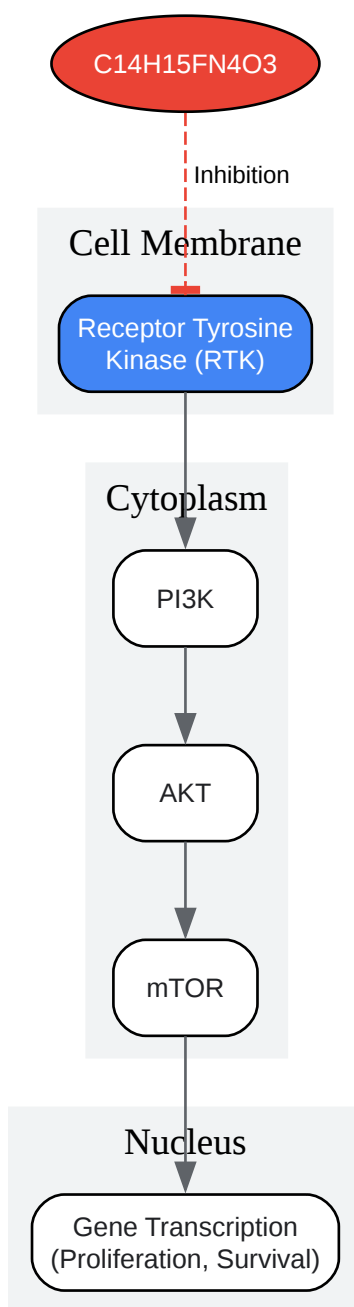 C14H15FN4O3
Inhibition
Cell Membrane
Receptor Tyrosine
Kinase (RTK)
Cytoplasm
PI3K
AKT
mTOR
Nucleus
Gene Transcription
(Proliferation, Survival)